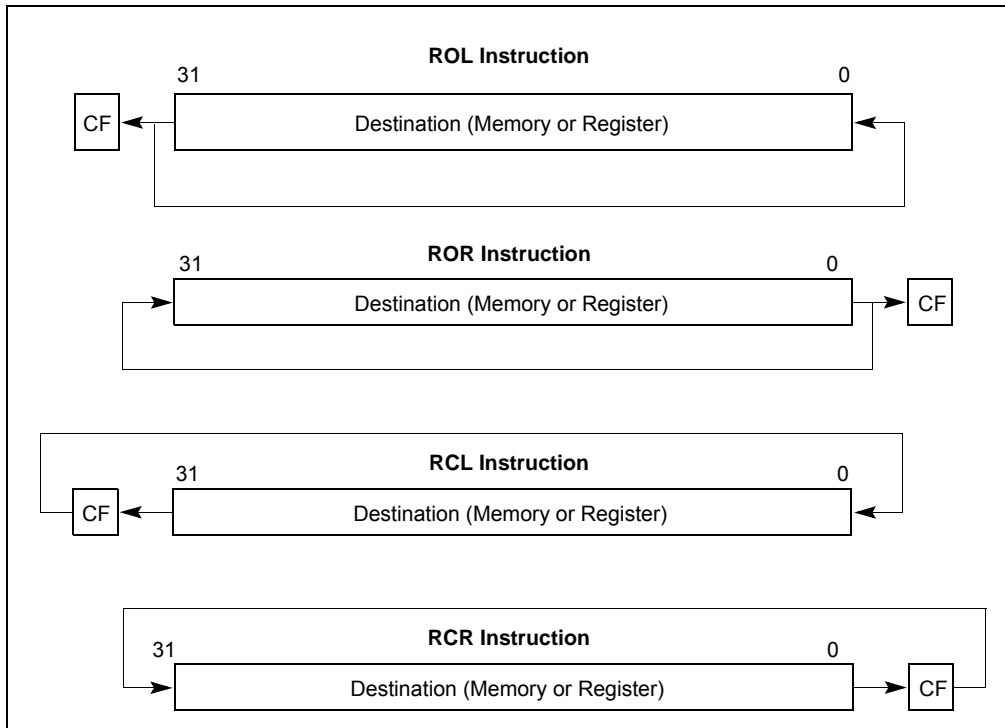 ROL Instruction
31 0
CF Destination (Memory or Register)
ROR Instruction
31 0
Destination (Memory or Register) CF
RCL Instruction
31 0
CF Destination (Memory or Register)
RCR Instruction
31 0
Destination (Memory or Register) CF